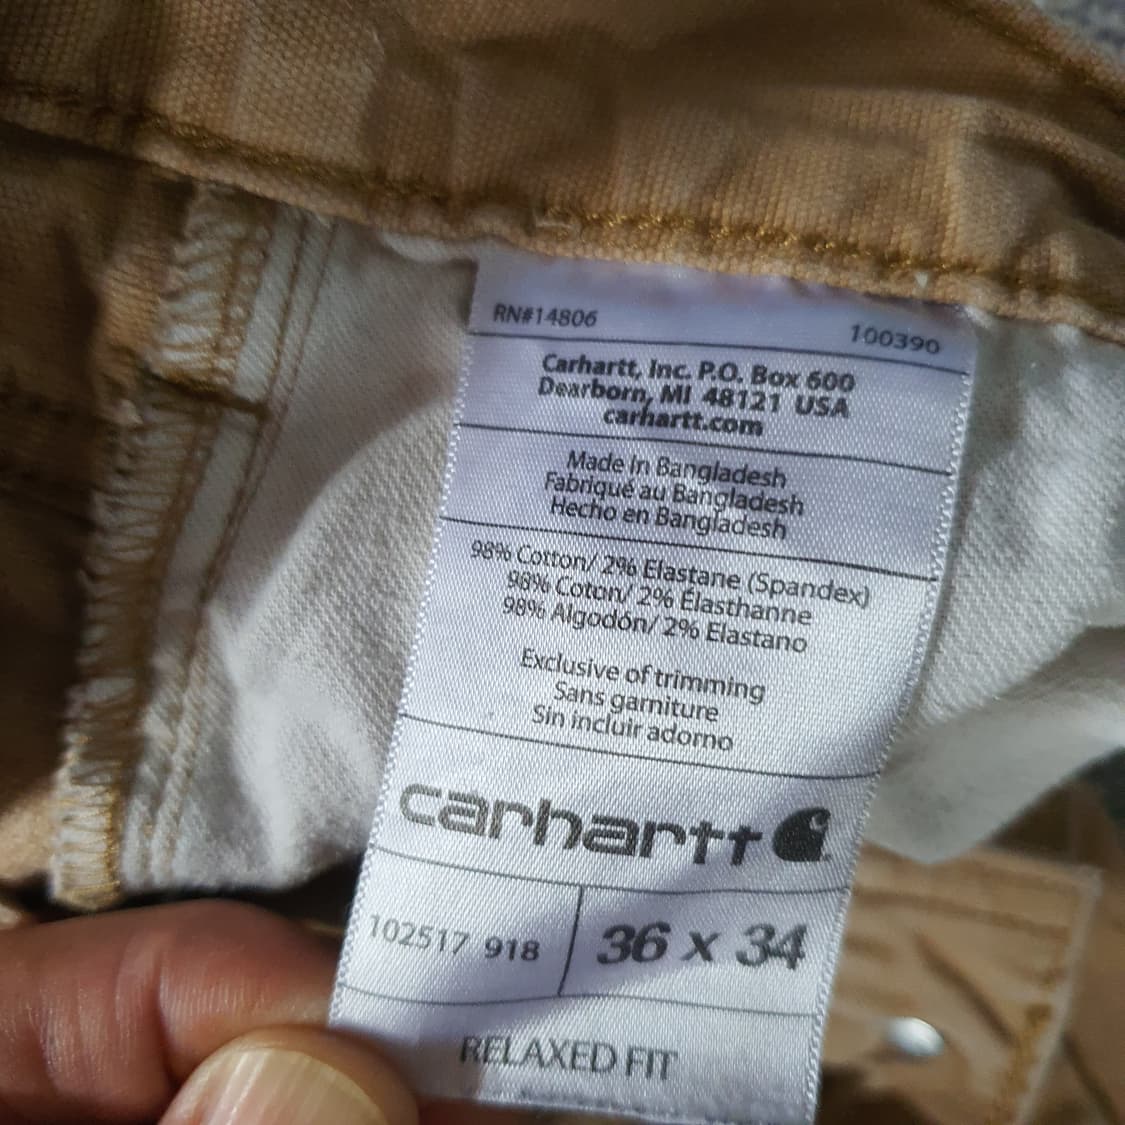 RN#14806 100390
Carhartt, Inc. P.O. Box 600
Dearborn, MI 48121 USA
carhartt.com
Made in Bangladesh
Fabriqué au Bangladesh
Hecho en Bangladesh
98% Cotton/ 2% Elastane (Spandex)
98% Coton/ 2% Élasthanne
98% Algodón/ 2% Elastano
Exclusive of trimming
Sans garniture
Sin incluir adorno
carhartt
102517 918 36 x 34
RELAXED FIT